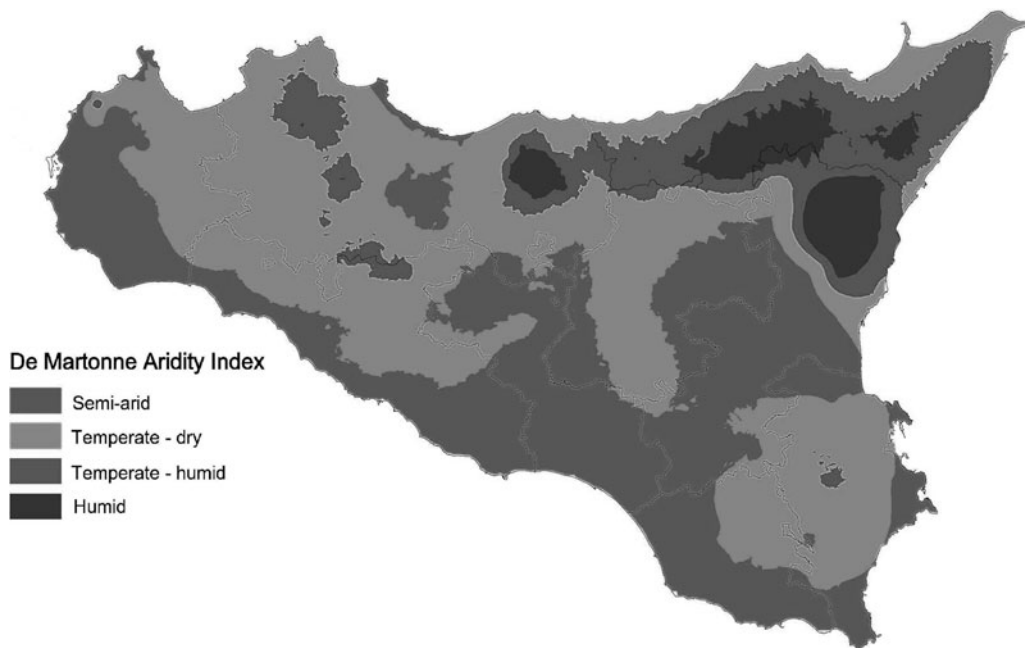 De Martonne Aridity Index
Semi-arid
Temperate - dry
Temperate - humid
Humid